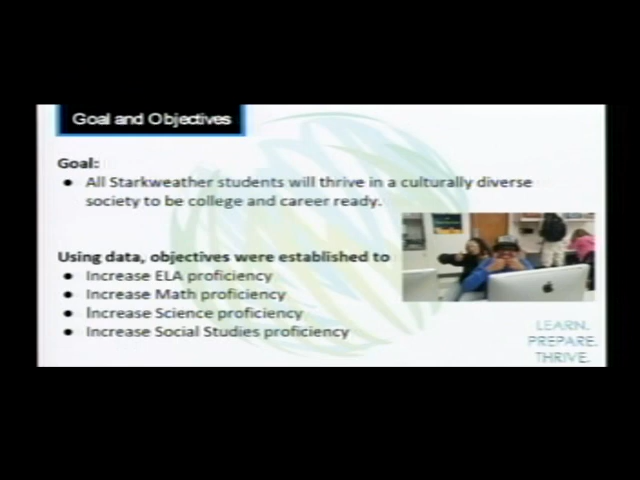 Goal and Objectives
Goal:
● All Starkweather students will thrive in a culturally diverse
society to be college and career ready.
Using data, objectives were established to
● Increase ELA proficiency
● Increase Math proficiency
● Increase Science proficiency
● Increase Social Studies proficiency
LEARN.
PREPARE.
THRIVE.